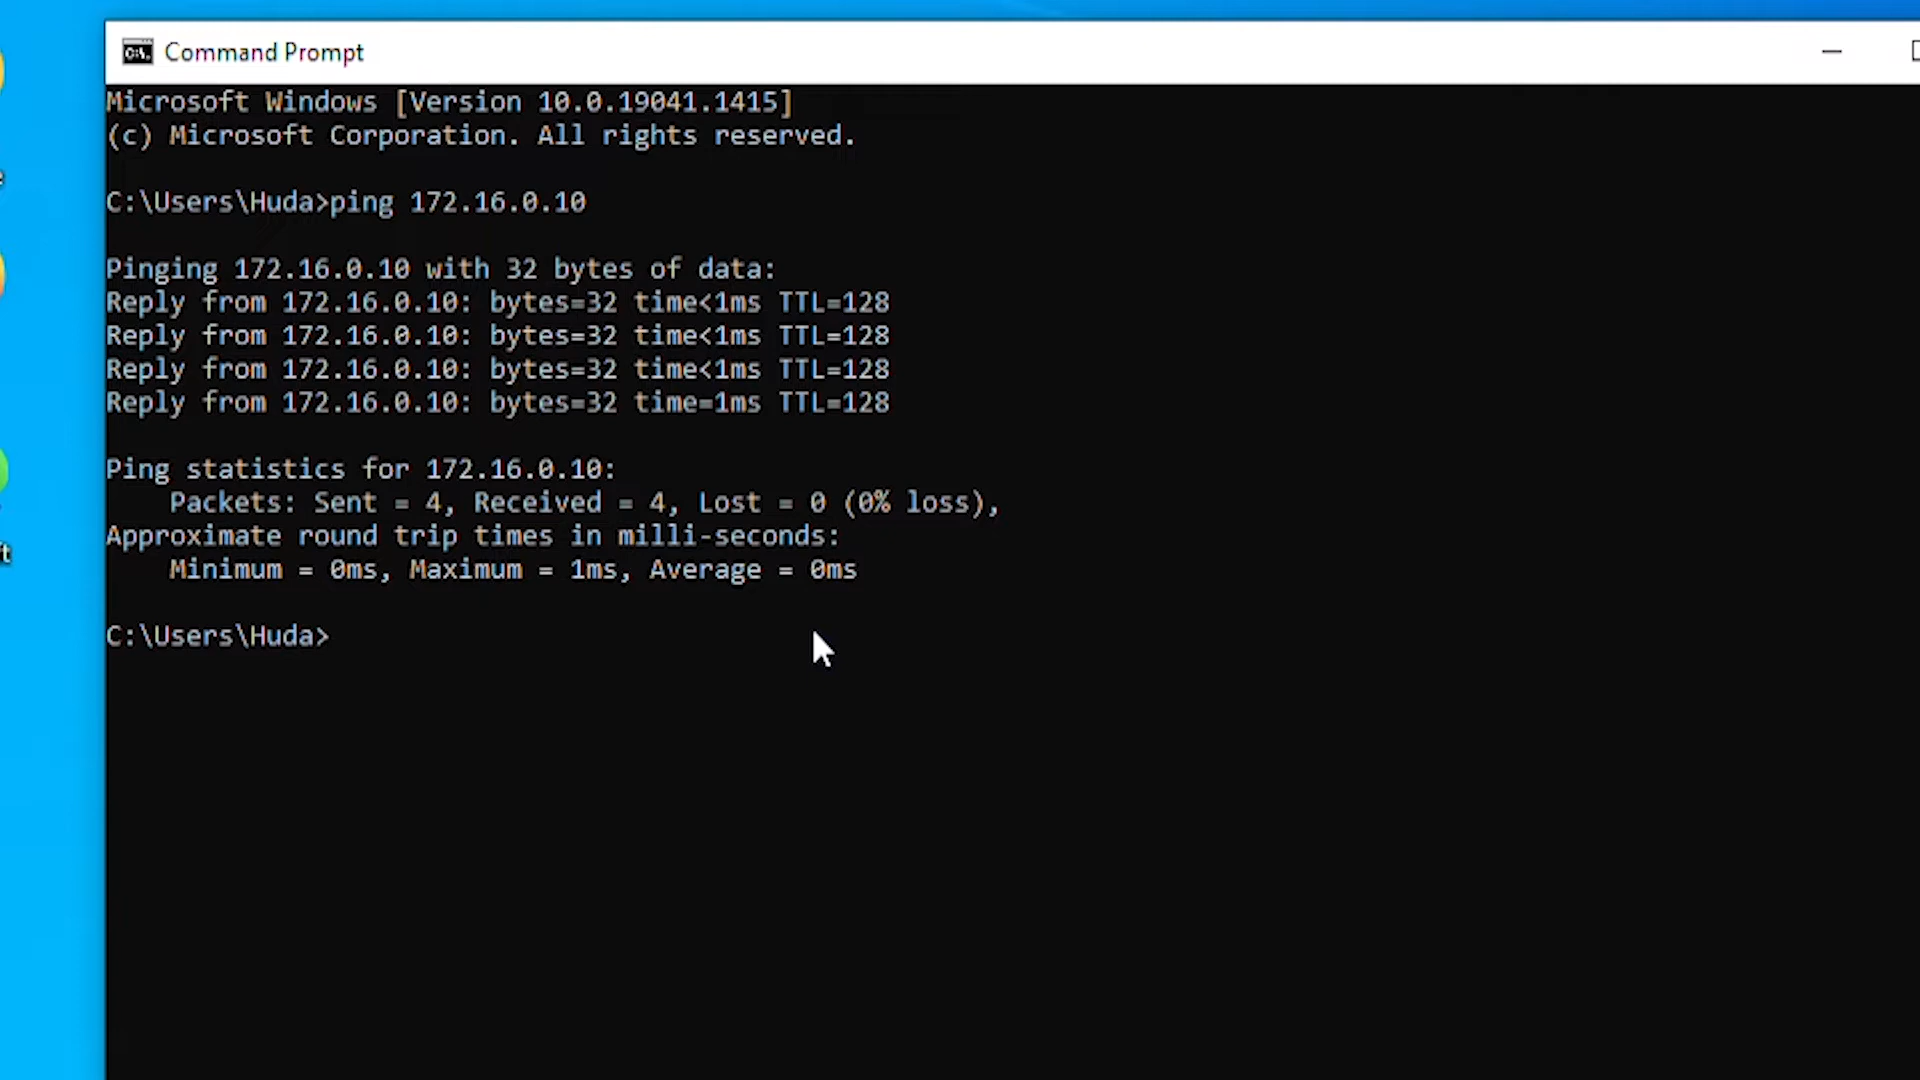 Command Prompt
Microsoft Windows [Version 10.0.19041.1415]
(c) Microsoft Corporation. All rights reserved.
C:\Users\Huda>ping 172.16.0.10
Pinging 172.16.0.10 with 32 bytes of data:
Reply from 172.16.0.10: bytes=32 time<1ms TTL=128
Reply from 172.16.0.10: bytes=32 time<1ms TTL=128
Reply from 172.16.0.10: bytes=32 time<1ms TTL=128
Reply from 172.16.0.10: bytes=32 time=1ms TTL=128
Ping statistics for 172.16.0.10:
    Packets: Sent = 4, Received = 4, Lost = 0 (0% loss),
Approximate round trip times in milli-seconds:
    Minimum = 0ms, Maximum = 1ms, Average = 0ms
C:\Users\Huda>